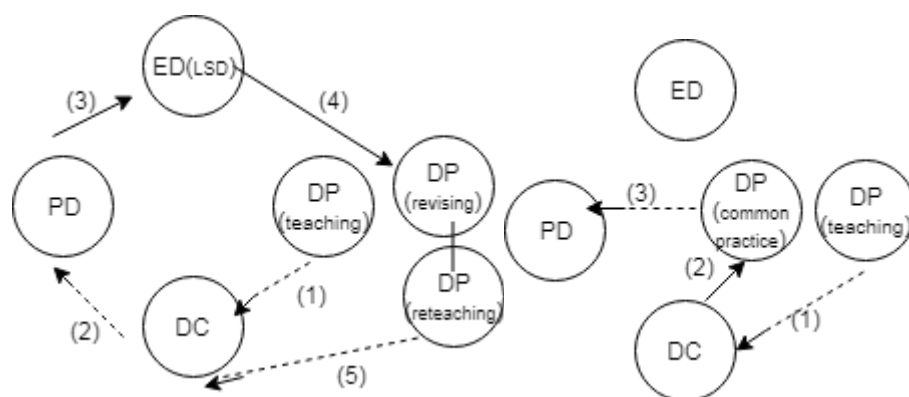 ED(LSD)
(3)
(4)
PD
DP
(teaching)
DP
(revising)
(1)
(2)
DC
DP
(reteaching)
(5)
ED
(3)
PD
DP
(common
practice)
DP
(teaching)
(2)
(1)
DC